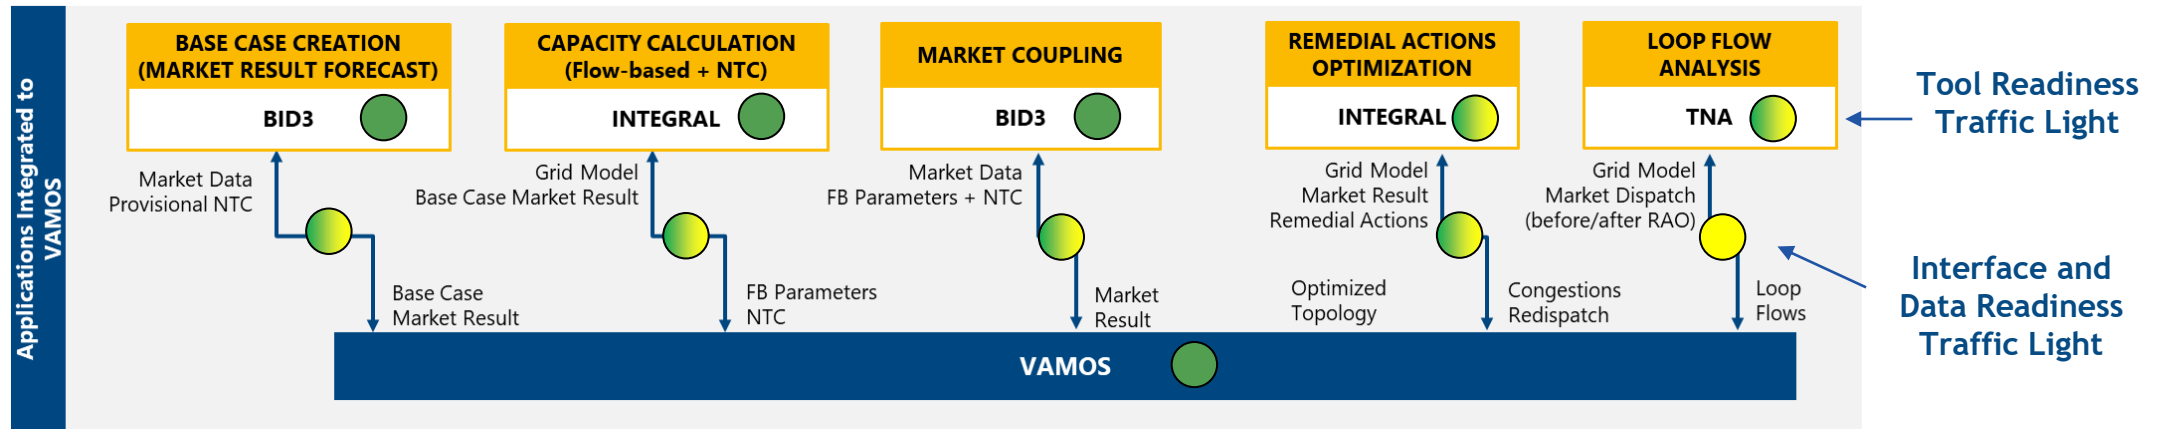 Applications Integrated to
VAMOS
BASE CASE CREATION
(MARKET RESULT FORECAST)
BID3
CAPACITY CALCULATION
(Flow-based + NTC)
INTEGRAL
MARKET COUPLING
BID3
REMEDIAL ACTIONS
OPTIMIZATION
INTEGRAL
LOOP FLOW
ANALYSIS
TNA
Tool Readiness
Traffic Light
Market Data
Provisional NTC
Grid Model
Base Case Market Result
Market Data
FB Parameters + NTC
Grid Model
Market Result
Remedial Actions
Grid Model
Market Dispatch
(before/after RAO)
Base Case
Market Result
FB Parameters
NTC
Market
Result
Optimized
Topology
Congestions
Redispatch
Loop
Flows
Interface and
Data Readiness
Traffic Light
VAMOS